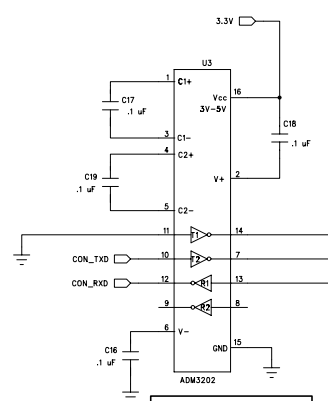 3.3V
U3
1 C1+
Vcc 16
3V-5V
C17
.1 uF
C18
.1 uF
3 C1-
4 C2+
C19
.1 uF
V+ 2
5 C2-
11 T1 14
CON_TXD 10 T2 7
CON_RXD 12 R1 13
9 R2 8
6 V-
GND 15
C16
.1 uF
ADM3202